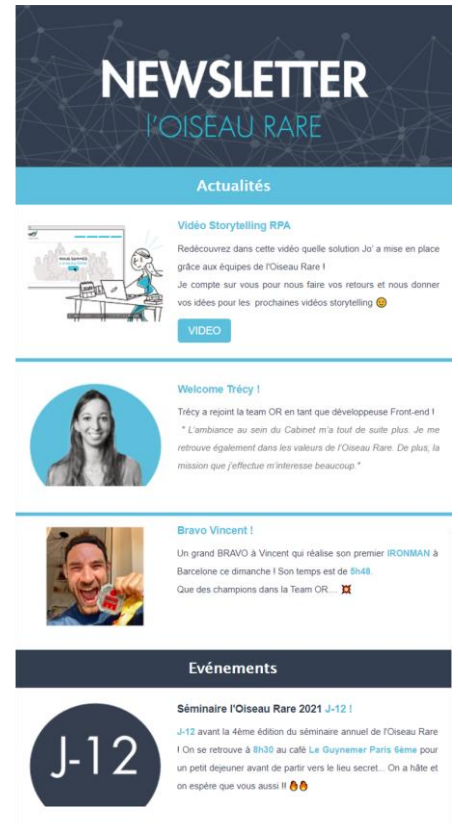 NEWSLETTER
l'OISEAU RARE
Actualités
Vidéo Storytelling RPA
Redécouvrez dans cette vidéo quelle solution Jo' a mise en place
grâce aux équipes de l'Oiseau Rare !
Je compte sur vous pour nous faire vos retours et nous donner
vos idées pour les prochaines vidéos storytelling 😉
VIDEO
Welcome Trécy !
Trécy a rejoint la team OR en tant que développeuse Front-end !
" L'ambiance au sein du Cabinet m'a tout de suite plus. Je me
retrouve également dans les valeurs de l'Oiseau Rare. De plus, la
mission que j'effectue m'interesse beaucoup."
Bravo Vincent !
Un grand BRAVO à Vincent qui réalise son premier IRONMAN à
Barcelone ce dimanche ! Son temps est de 5h48.
Que des champions dans la Team OR.... 💥
Evénements
J-12
Séminaire l'Oiseau Rare 2021 J-12 !
J-12 avant la 4ème édition du séminaire annuel de l'Oiseau Rare
! On se retrouve à 8h30 au café Le Guynemer Paris 6ème pour
un petit dejeuner avant de partir vers le lieu secret... On a hâte et
on espère que vous aussi !! 🔥🔥